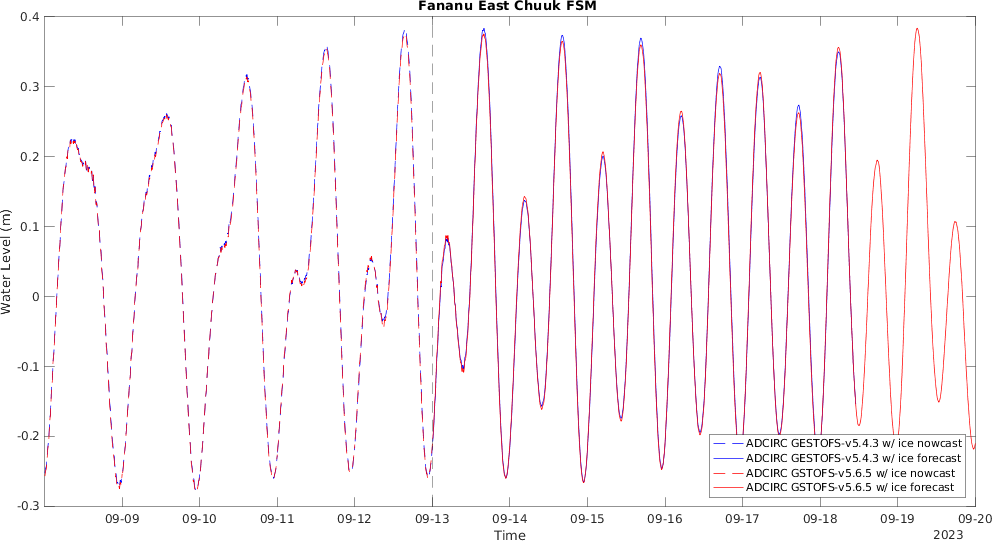 Fananu East Chuuk FSM
Water Level (m)
0.4
0.3
0.2
0.1
0
-0.1
-0.2
-0.3
09-09 09-10 09-11 09-12 09-13 09-14 09-15 09-16 09-17 09-18 09-19 09-20
Time
2023
ADCIRC GESTOFS-v5.4.3 w/ ice nowcast
ADCIRC GESTOFS-v5.4.3 w/ ice forecast
ADCIRC GSTOFS-v5.6.5 w/ ice nowcast
ADCIRC GSTOFS-v5.6.5 w/ ice forecast